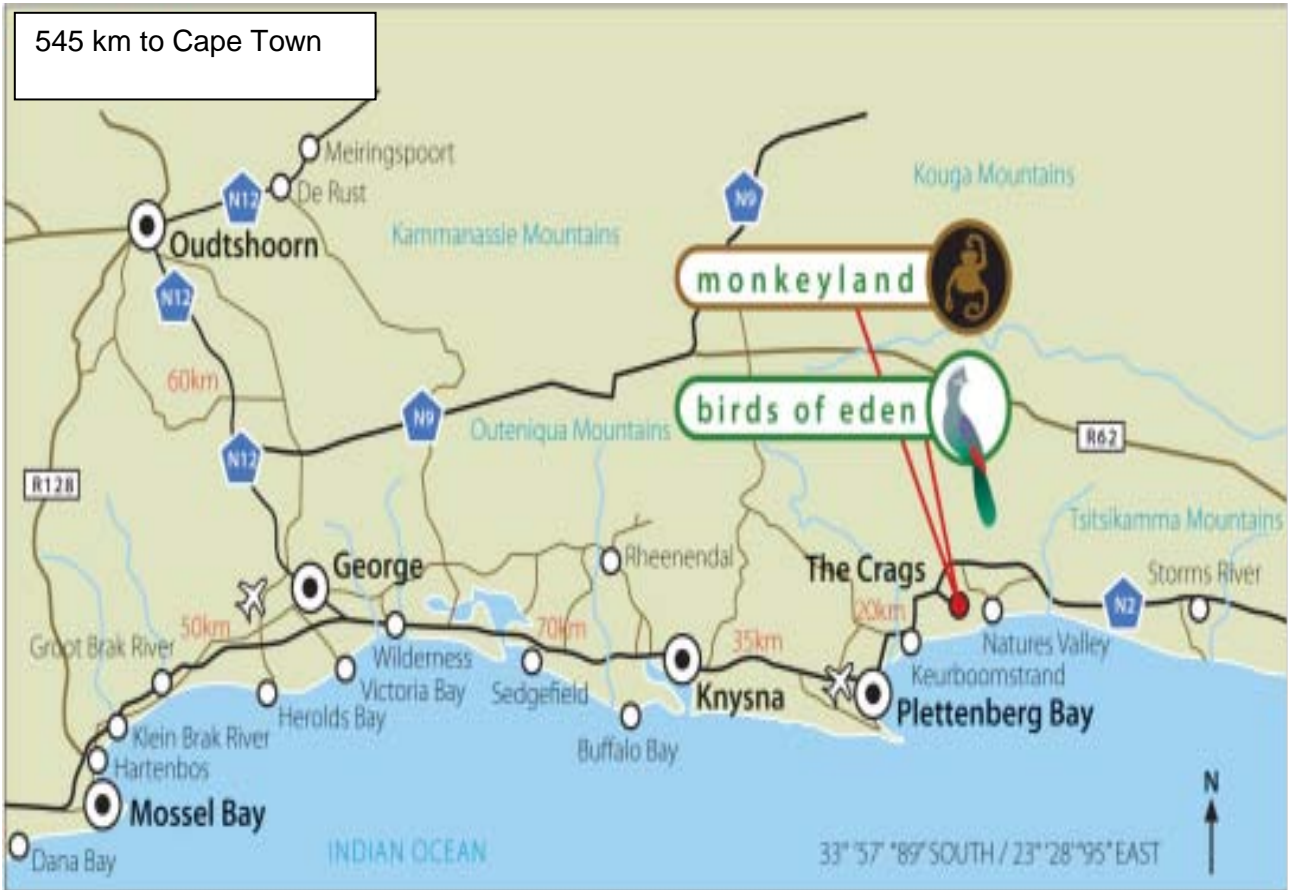 545 km to Cape Town
Meiringspoort
N12
De Rust
N9
Kouga Mountains
Oudtshoorn
Kammanassie Mountains
monkeyland
N12
60km
birds of eden
N9
Outeniqua Mountains
R62
N12
R128
Tsitsikamma Mountains
George
Rheenendal
The Crags
Storms River
N2
50km
70km
20km
Groot Brak River
Wilderness
35km
Natures Valley
Victoria Bay
Sedgefield
Keurboomstrand
Herolds Bay
Knysna
Plettenberg Bay
Klein Brak River
Buffalo Bay
Hartenbos
N
Mossel Bay
INDIAN OCEAN
33° '57' "89" SOUTH / 23° '28' "95" EAST
Dana Bay